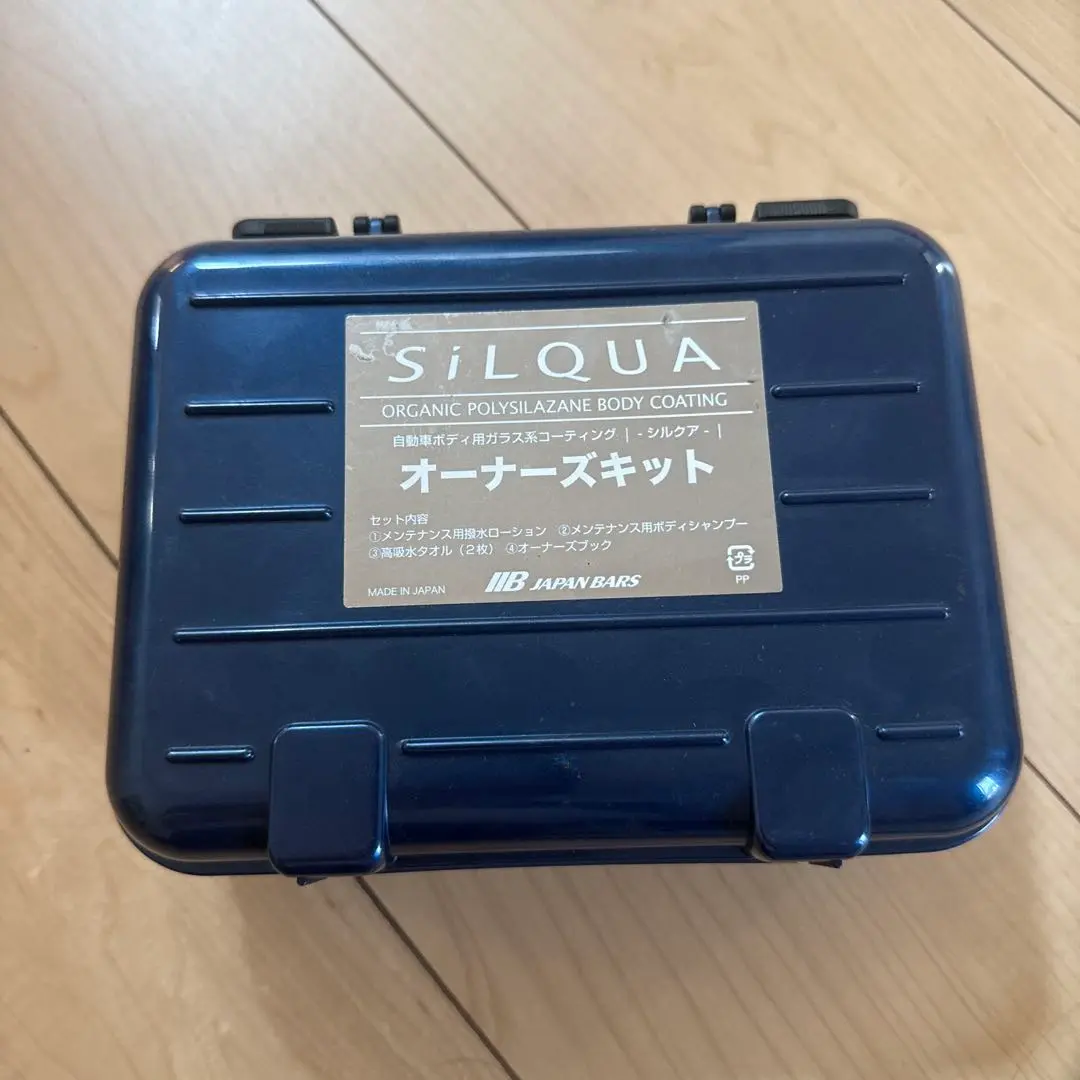 SiLQUA
ORGANIC POLYSILAZANE BODY COATING
自動車ボディ用ガラス系コーティング | - シルクア - |
オーナーズキット
セット内容
①メンテナンス用撥水ローション ②メンテナンス用ボディシャンプー
③高吸水タオル（２枚） ④オーナーズブック
MADE IN JAPAN
JAPAN BARS
プラ
PP